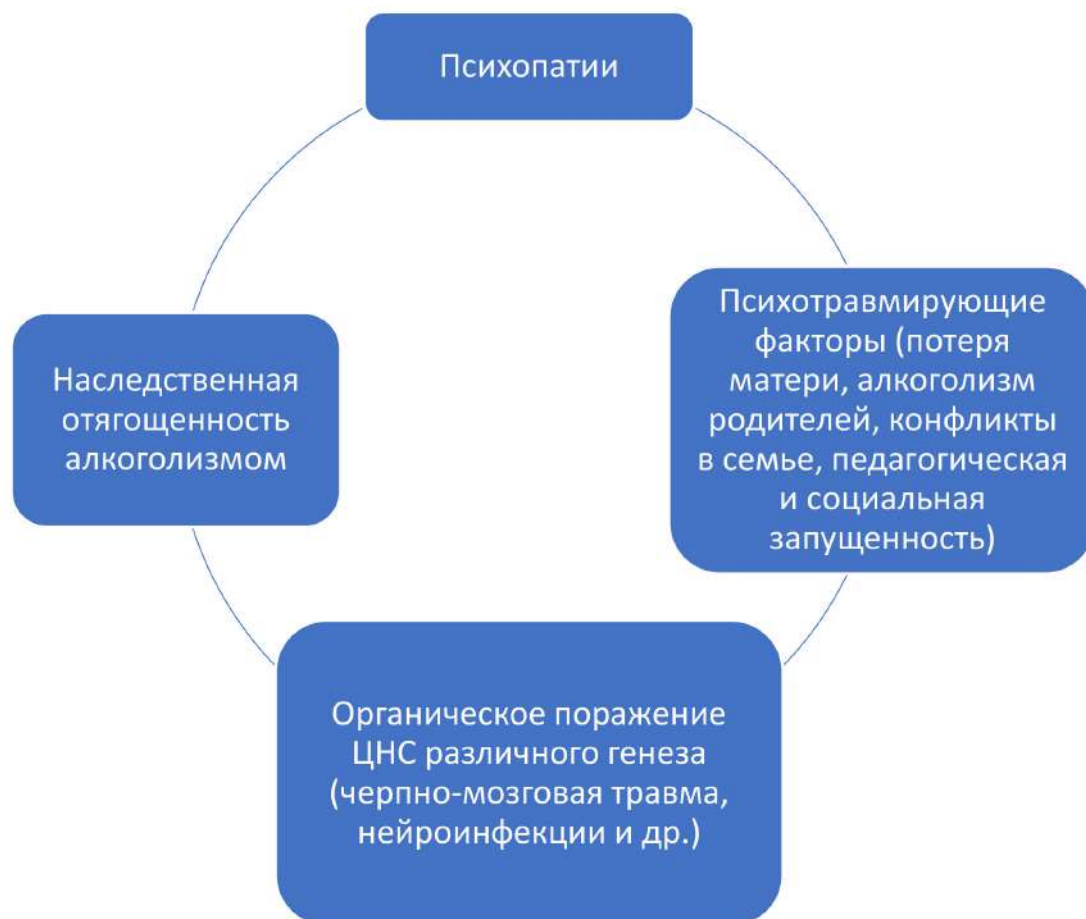 Психопатии
Психотравмирующие
факторы (потеря
матери, алкоголизм
родителей, конфликты
в семье, педагогическая
и социальная
запущенность)
Органическое поражение
ЦНС различного генеза
(черпно-мозговая травма,
нейроинфекции и др.)
Наследственная
отягощенность
алкоголизмом